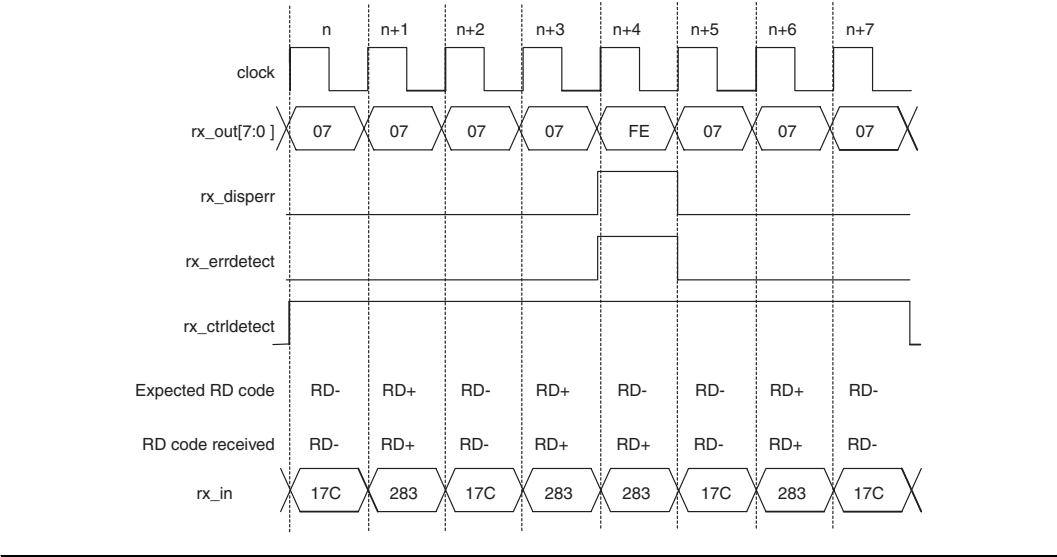 n n+1 n+2 n+3 n+4 n+5 n+6 n+7
clock
rx_out[7:0 ] 07 07 07 07 FE 07 07 07
rx_disperr
rx_errdetect
rx_ctrldetect
Expected RD code RD- RD+ RD- RD+ RD- RD- RD+ RD-
RD code received RD- RD+ RD- RD+ RD+ RD- RD+ RD-
rx_in 17C 283 17C 283 283 17C 283 17C